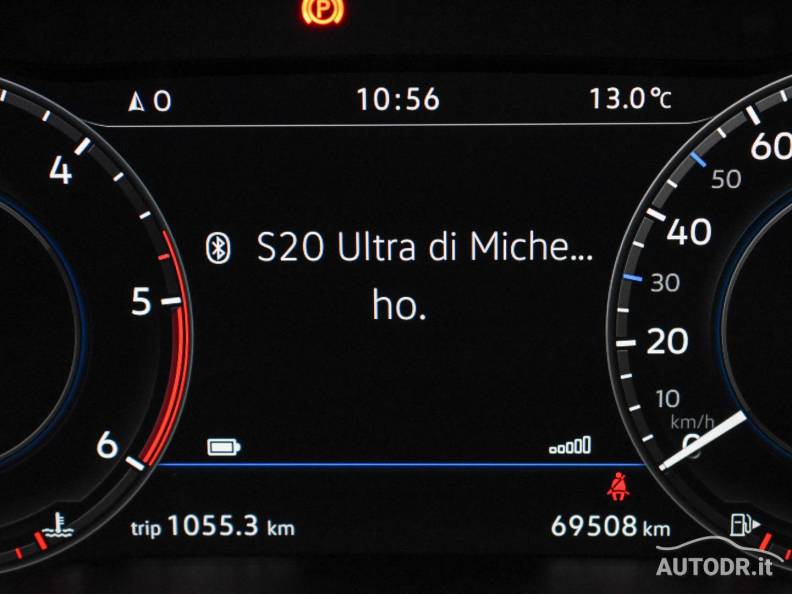 P
O 10:56 13.0°C
4 60
50
S20 Ultra di Miche... 40
ho.
5 30
20
10
km/h
6 0
trip 1055.3 km 69508 km
AUTODR.it